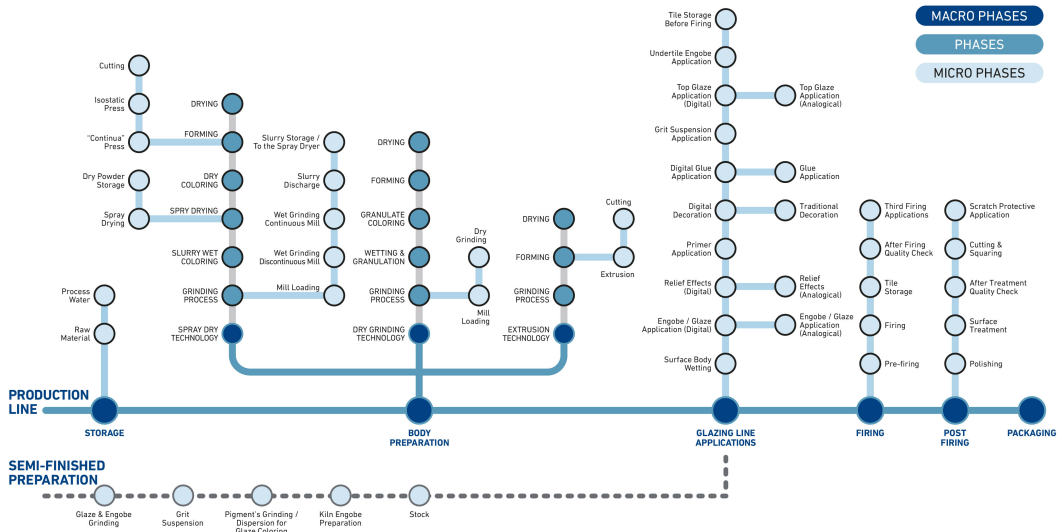 MACRO PHASES
PHASES
MICRO PHASES
Cutting
Isostatic
Press
"Continua"
Press
Dry Powder
Storage
Spray
Drying
Process
Water
Raw
Material
DRYING
FORMING
DRY
COLORING
SPRY DRYING
SLURRY WET
COLORING
GRINDING
PROCESS
SPRAY DRY
TECHNOLOGY
Slurry Storage /
To the Spray Dryer
Slurry
Discharge
Wet Grinding
Continuous Mill
Wet Grinding
Discontinuous Mill
Mill Loading
DRYING
FORMING
GRANULATE
COLORING
WETTING &
GRANULATION
GRINDING
PROCESS
DRY GRINDING
TECHNOLOGY
Dry
Grinding
Mill
Loading
DRYING
FORMING
GRINDING
PROCESS
EXTRUSION
TECHNOLOGY
Cutting
Extrusion
Tile Storage
Before Firing
Undertile Engobe
Application
Top Glaze
Application
(Digital)
Top Glaze
Application
(Analogical)
Grit Suspension
Application
Digital Glue
Application
Glue
Application
Digital
Decoration
Traditional
Decoration
Primer
Application
Relief Effects
(Digital)
Relief
Effects
(Analogical)
Engobe / Glaze
Application (Digital)
Engobe / Glaze
Application
(Analogical)
Surface Body
Wetting
Third Firing
Applications
After Firing
Quality Check
Tile
Storage
Firing
Pre-firing
Scratch Protective
Application
Cutting &
Squaring
After Treatment
Quality Check
Surface
Treatment
Polishing
PRODUCTION
LINE
STORAGE
BODY
PREPARATION
GLAZING LINE
APPLICATIONS
FIRING
POST
FIRING
PACKAGING
SEMI-FINISHED
PREPARATION
Glaze & Engobe
Grinding
Grit
Suspension
Pigment's Grinding /
Dispersion for
Glaze Coloring
Kiln Engobe
Preparation
Stock